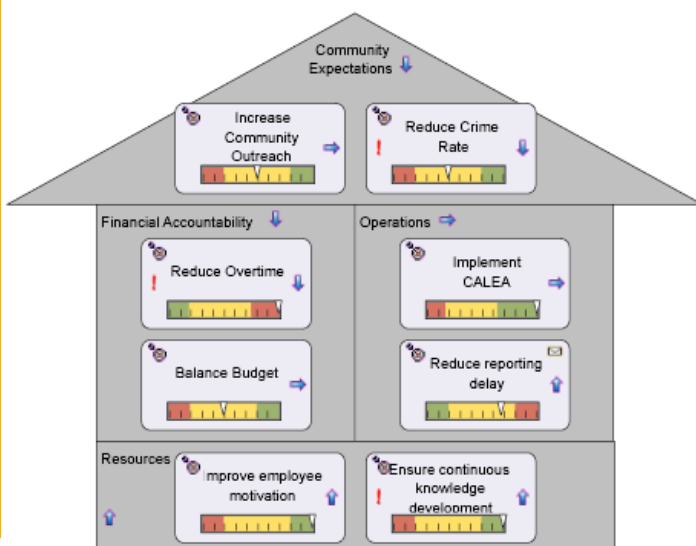 Community
Expectations
Increase
Community
Outreach
Reduce Crime
Rate
!
Financial Accountability
Operations
Reduce Overtime
!
Implement
CALEA
Balance Budget
Reduce reporting
delay
Resources
Improve employee
motivation
Ensure continuous
knowledge
development
!